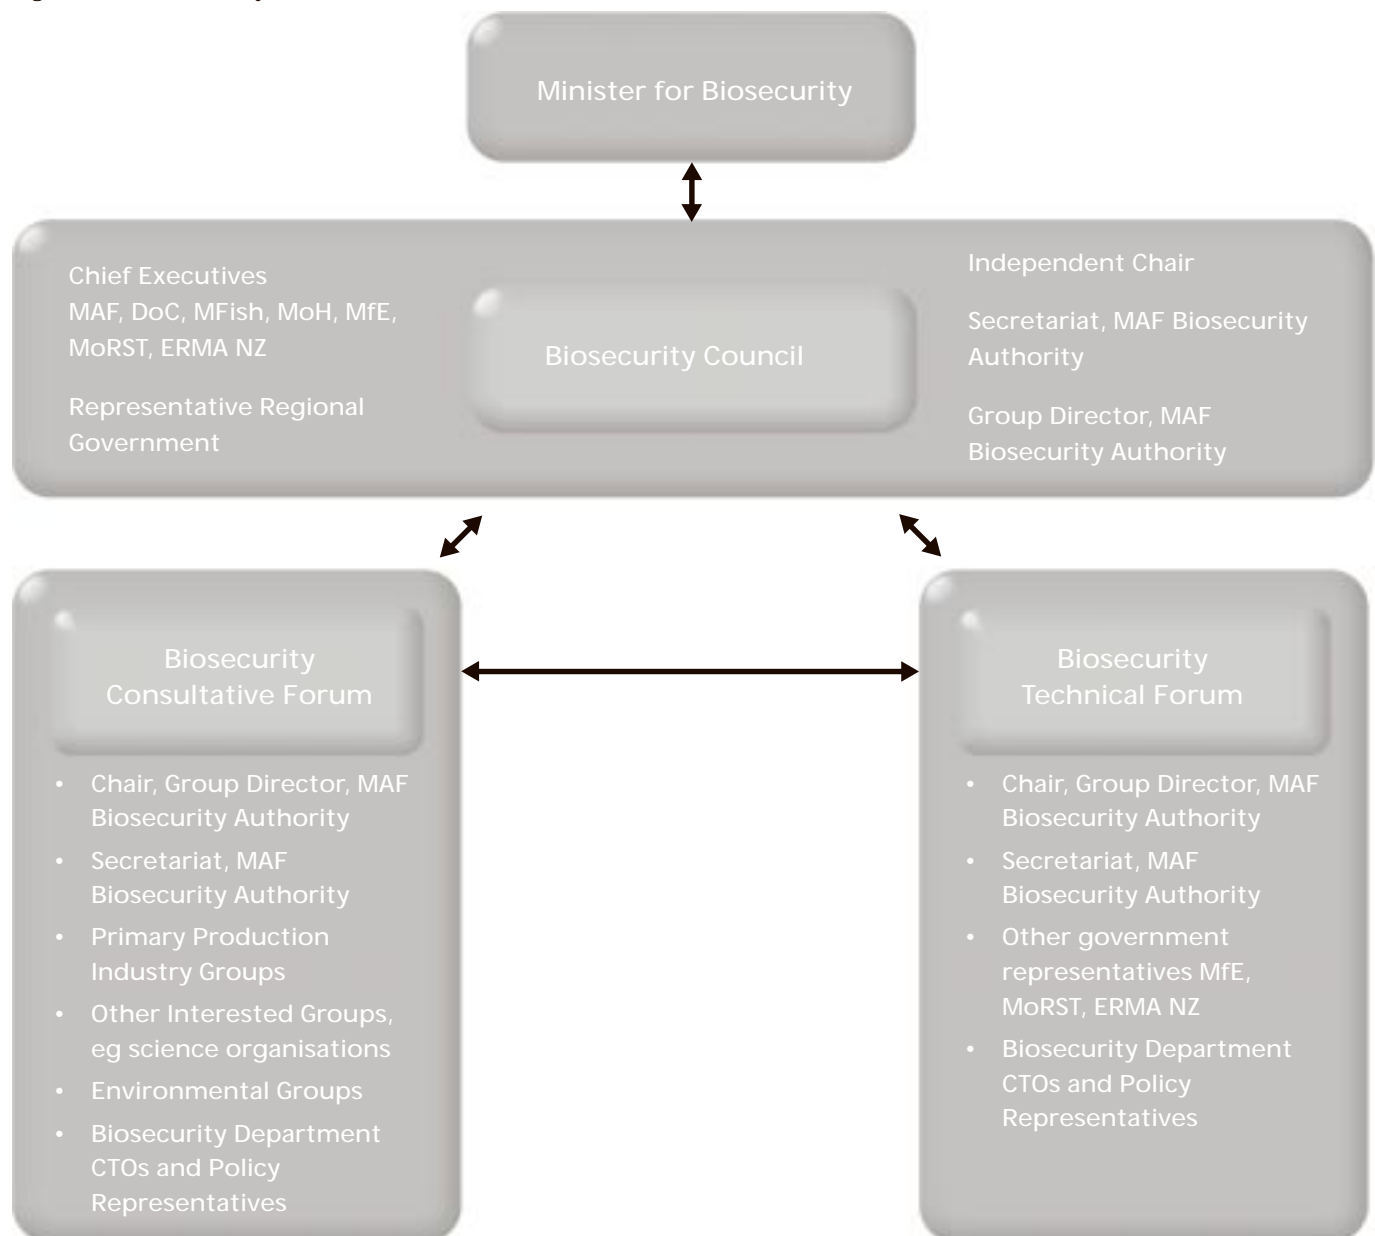 Minister for Biosecurity
Chief Executives
MAF, DoC, MFish, MoH, MfE,
MoRST, ERMA NZ
Representative Regional
Government
Biosecurity Council
Independent Chair
Secretariat, MAF Biosecurity
Authority
Group Director, MAF
Biosecurity Authority
Biosecurity
Consultative Forum
• Chair, Group Director, MAF
Biosecurity Authority
• Secretariat, MAF
Biosecurity Authority
• Primary Production
Industry Groups
• Other Interested Groups,
eg science organisations
• Environmental Groups
• Biosecurity Department
CTOs and Policy
Representatives
Biosecurity
Technical Forum
• Chair, Group Director, MAF
Biosecurity Authority
• Secretariat, MAF
Biosecurity Authority
• Other government
representatives MfE,
MoRST, ERMA NZ
• Biosecurity Department
CTOs and Policy
Representatives